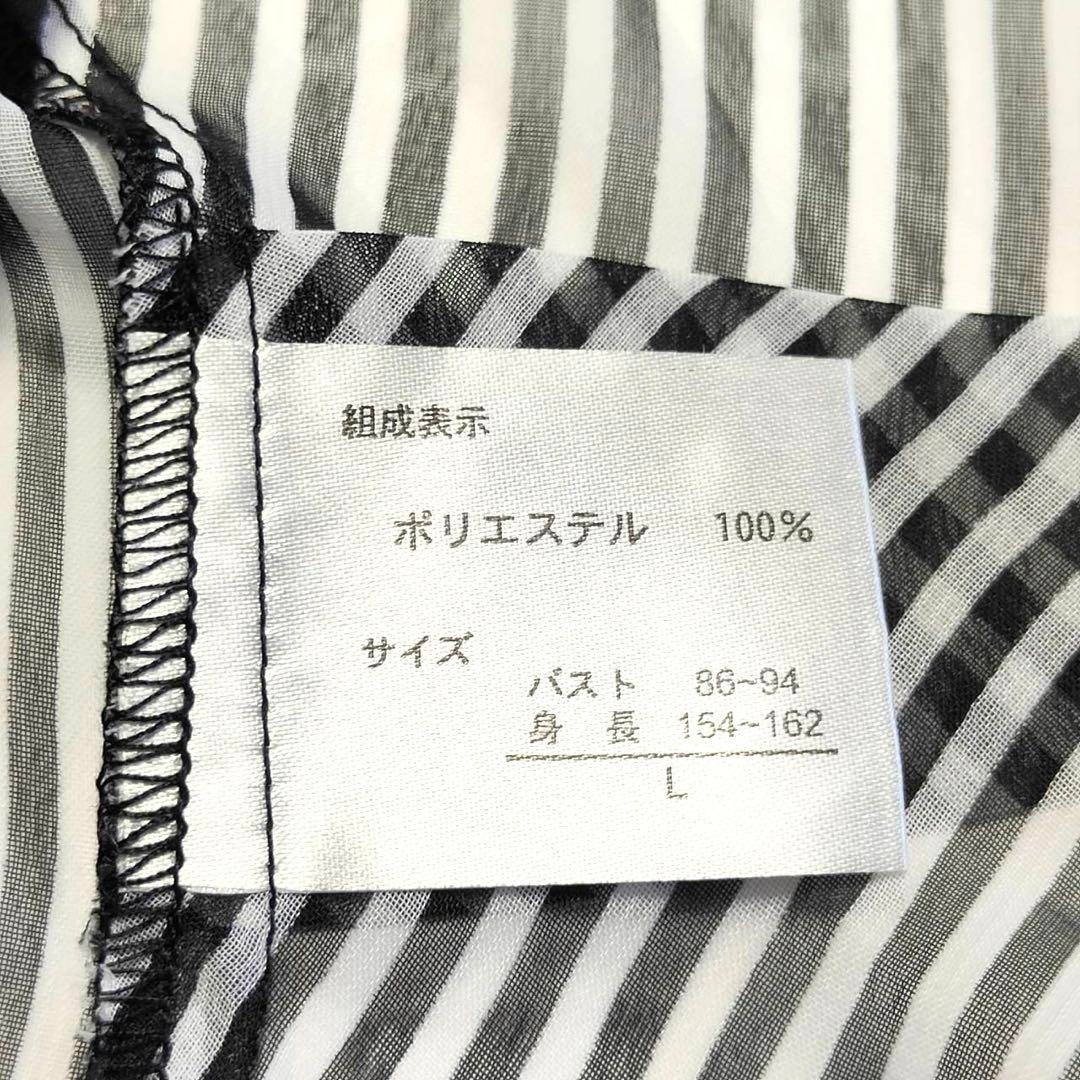 組成表示
ポリエステル 100%
サイズ
バスト 86~94
身長 154~162
L